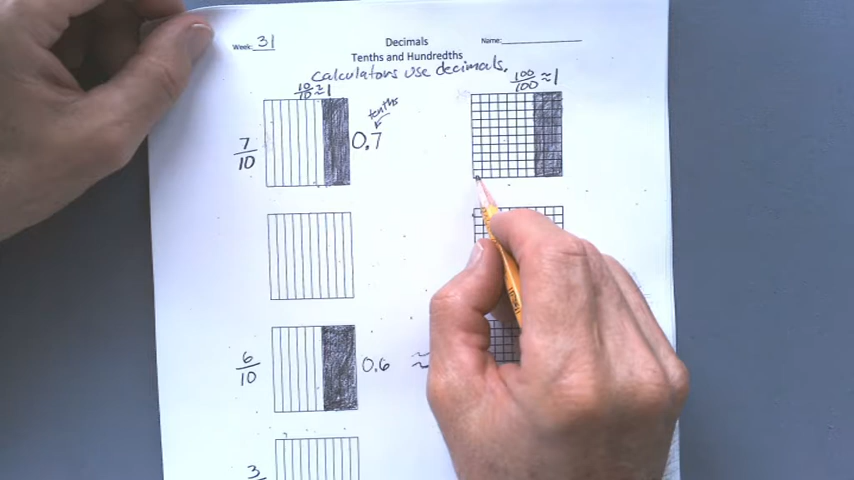 Week: 31 Decimals Name:
Tenths and Hundredths
calculators use decimals.
10/10 ≈ 1
100/100 ≈ 1
tenths
7/10 0.7
6/10 0.6 ≈
3